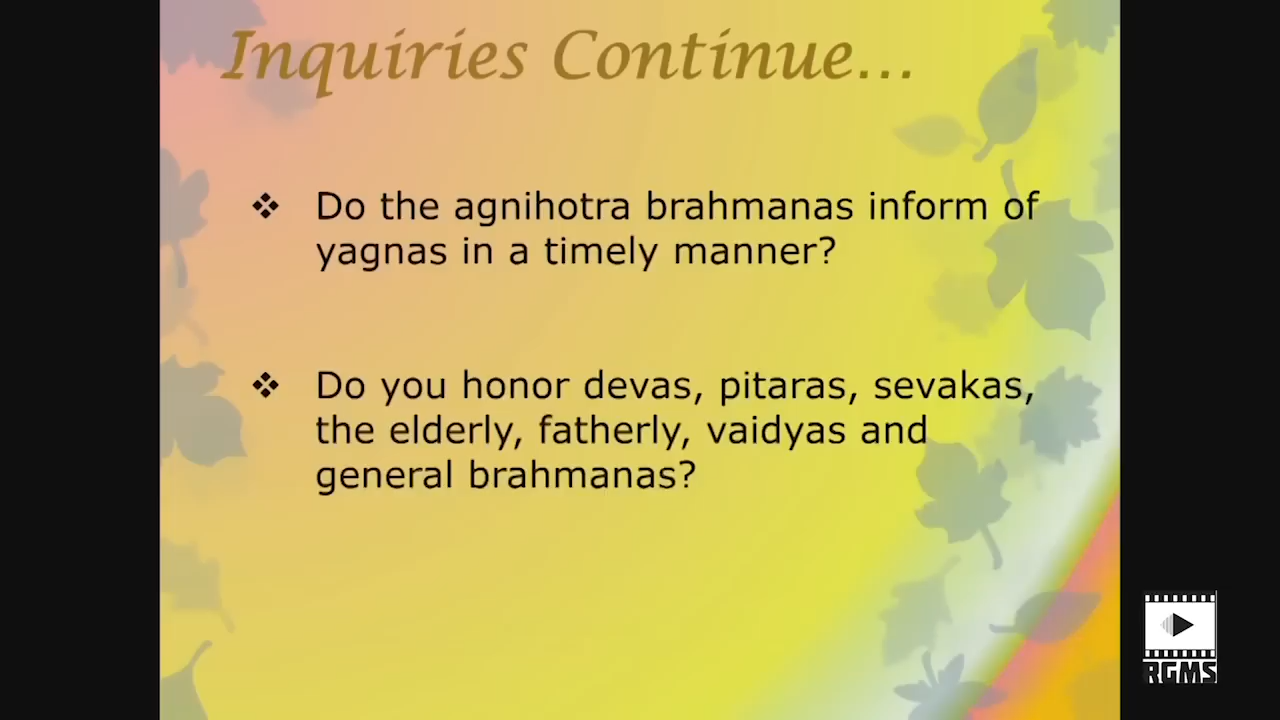 Inquiries Continue...
❖ Do the agnihotra brahmanas inform of
yagnas in a timely manner?
❖ Do you honor devas, pitaras, sevakas,
the elderly, fatherly, vaidyas and
general brahmanas?
RGMS